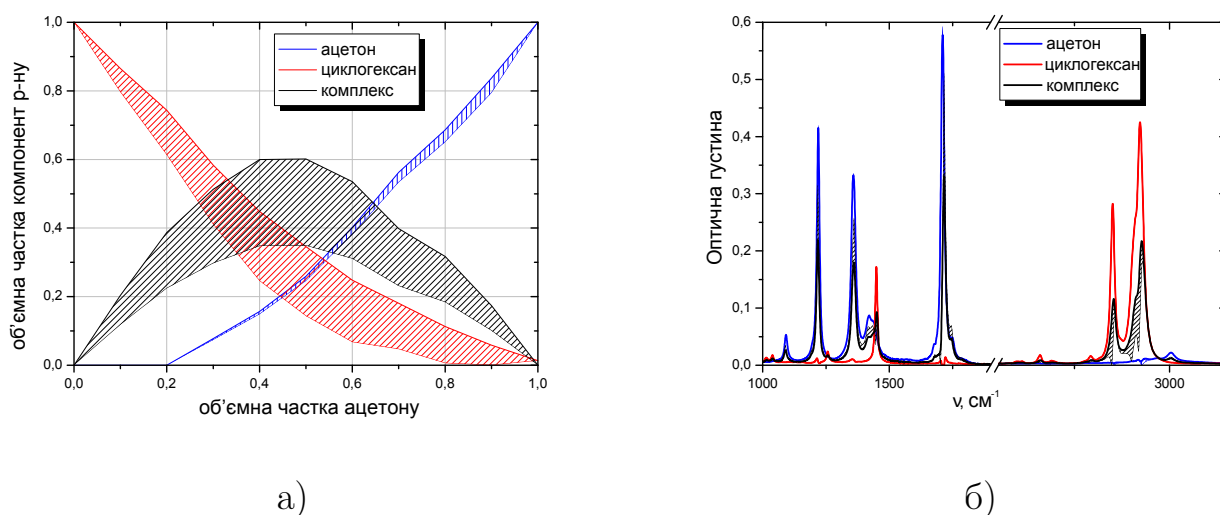 1,0
0,8
0,6
0,4
0,2
0,0
об'ємна частка компонент р-ну
ацетон
циклогексан
комплекс
0,0 0,2 0,4 0,6 0,8 1,0
об'ємна частка ацетону
а)
0,6
0,5
0,4
0,3
0,2
0,1
0,0
Оптична густина
ацетон
циклогексан
комплекс
1000 1500 3000
ν, см⁻¹
б)